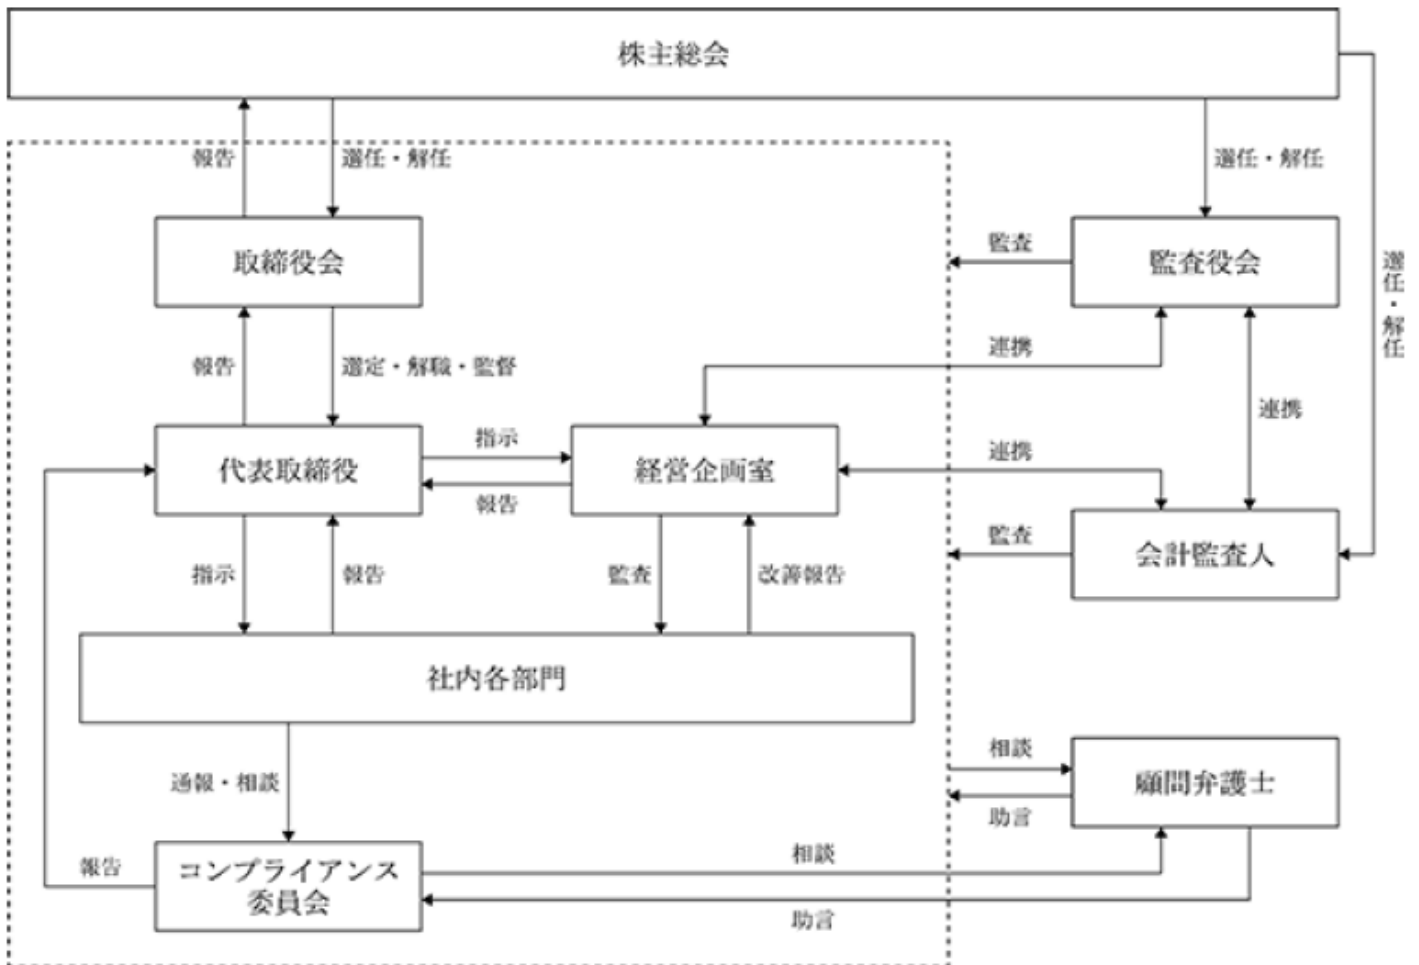 株主総会
報告
選任・解任
選任・解任
取締役会
監査
監査役会
選任・解任
報告
選定・解職・監督
連携
連携
代表取締役
指示
報告
経営企画室
連携
監査
会計監査人
指示
報告
監査
改善報告
社内各部門
通報・相談
相談
助言
顧問弁護士
報告
コンプライアンス
委員会
相談
助言